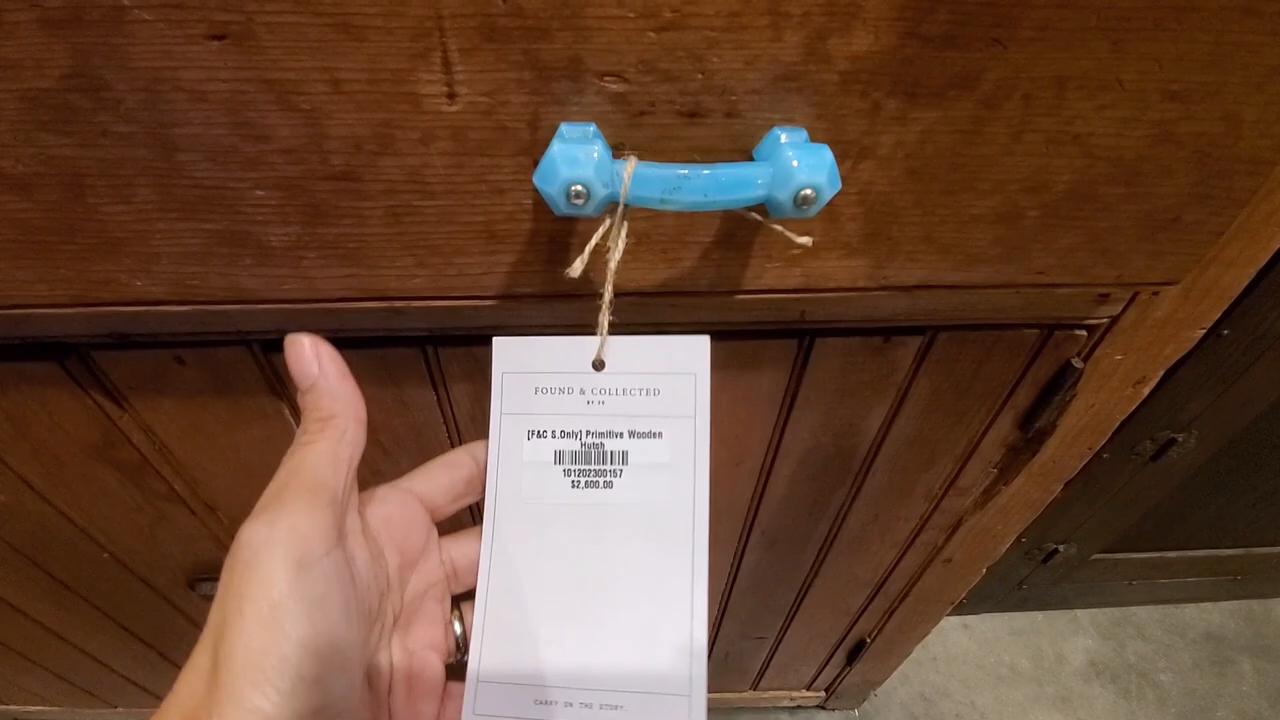 FOUND & COLLECTED
[F&C S.Only] Primitive Wooden
Hutch
101202300157
$2,600.00
CARRY ON THE STORY.